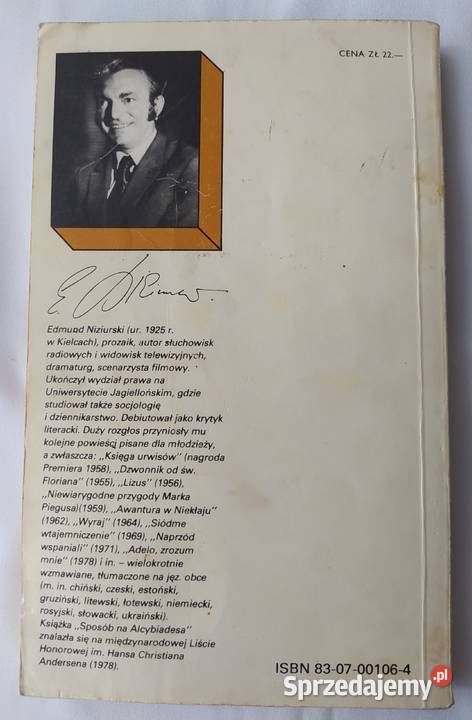 CENA ZŁ 22.—
Edmund Niziurski (ur. 1925 r.
w Kielcach), prozaik, autor słuchowisk
radiowych i widowisk telewizyjnych,
dramaturg, scenarzysta filmowy.
Ukończył wydział prawa na
Uniwersytecie Jagiellońskim, gdzie
studiował także socjologię
i dziennikarstwo. Debiutował jako krytyk
literacki. Duży rozgłos przyniosły mu
kolejne powieści pisane dla młodzieży,
a zwłaszcza: „Księga urwisów" (nagroda
Premiera 1958), „Dzwonnik od św.
Floriana" (1955), „Lizus" (1956),
„Niewiarygodne przygody Marka
Piegusa)(1959), „Awantura w Niekłaju"
(1962), „Wyraj" (1964), „Siódme
wtajemniczenie" (1969), „Naprzód
wspaniali" (1971), „Adelo, zrozum
mnie" (1978) i in. – wielokrotnie
wzmawiane, tłumaczone na jęz. obce
(m. in. chiński, czeski, estoński,
gruziński, litewski, łotewski, niemiecki,
rosyjski, słowacki, ukraiński).
Książka „Sposób na Alcybiadesa"
znalazła się na międzynarodowej Liście
Honorowej im. Hansa Christiana
Andersena (1978).
ISBN 83-07-00106-4
Sprzedajemy.pl